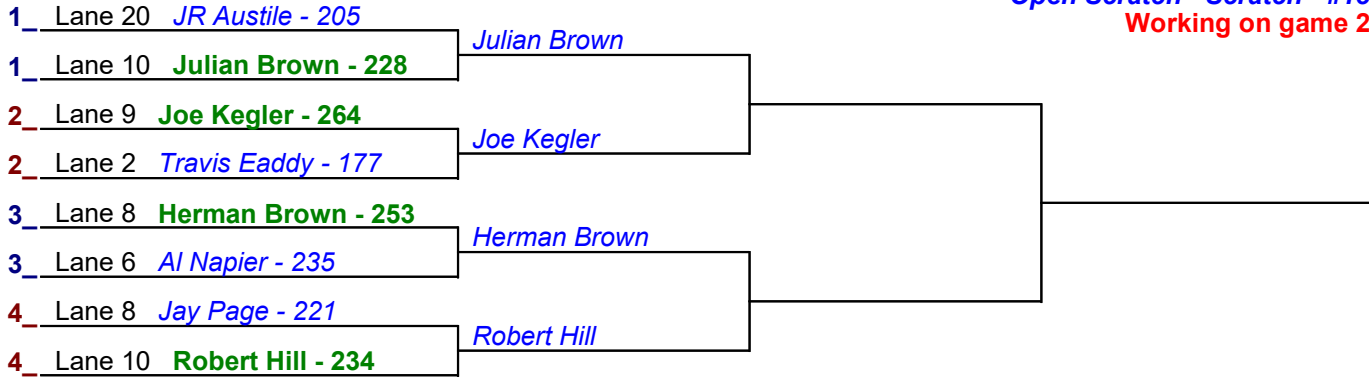 Working on game 2
1_ Lane 20 JR Austile - 205
Julian Brown
1_ Lane 10 Julian Brown - 228
2_ Lane 9 Joe Kegler - 264
Joe Kegler
2_ Lane 2 Travis Eaddy - 177
3_ Lane 8 Herman Brown - 253
Herman Brown
3_ Lane 6 Al Napier - 235
4_ Lane 8 Jay Page - 221
Robert Hill
4_ Lane 10 Robert Hill - 234